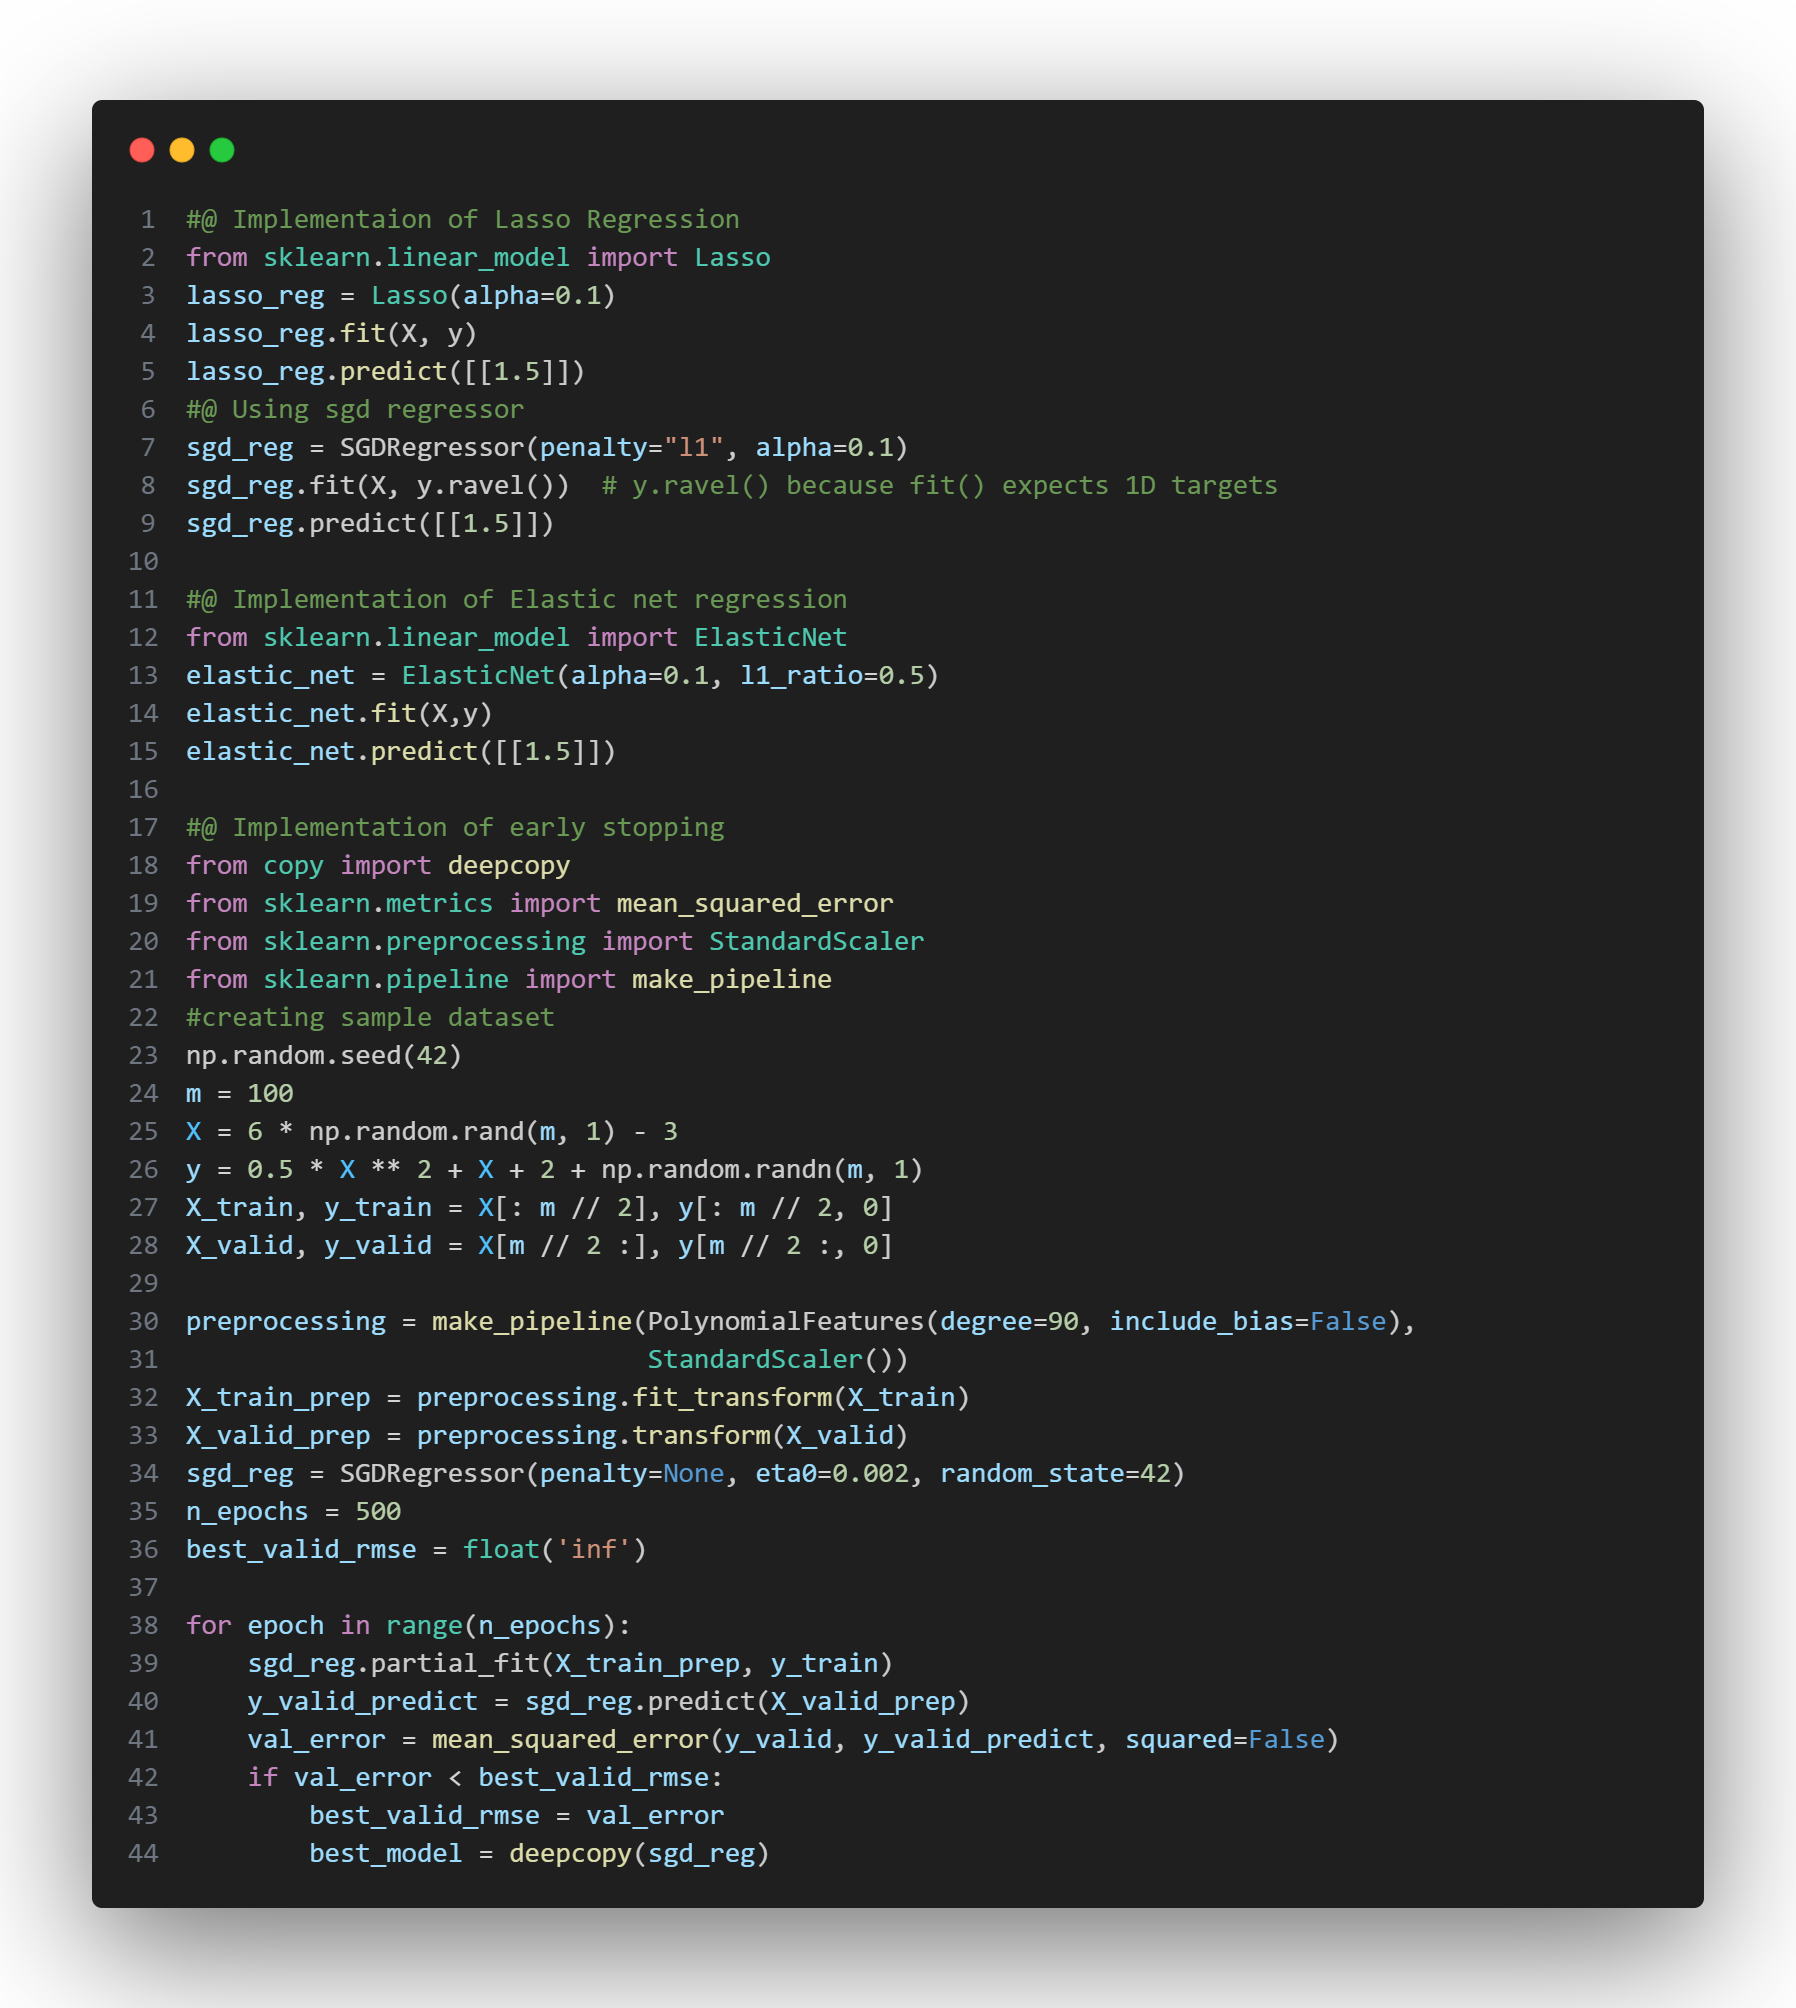 1 #@ Implementaion of Lasso Regression
2 from sklearn.linear_model import Lasso
3 lasso_reg = Lasso(alpha=0.1)
4 lasso_reg.fit(X, y)
5 lasso_reg.predict([[1.5]])
6 #@ Using sgd regressor
7 sgd_reg = SGDRegressor(penalty="l1", alpha=0.1)
8 sgd_reg.fit(X, y.ravel())  # y.ravel() because fit() expects 1D targets
9 sgd_reg.predict([[1.5]])
10
11 #@ Implementation of Elastic net regression
12 from sklearn.linear_model import ElasticNet
13 elastic_net = ElasticNet(alpha=0.1, l1_ratio=0.5)
14 elastic_net.fit(X,y)
15 elastic_net.predict([[1.5]])
16
17 #@ Implementation of early stopping
18 from copy import deepcopy
19 from sklearn.metrics import mean_squared_error
20 from sklearn.preprocessing import StandardScaler
21 from sklearn.pipeline import make_pipeline
22 #creating sample dataset
23 np.random.seed(42)
24 m = 100
25 X = 6 * np.random.rand(m, 1) - 3
26 y = 0.5 * X ** 2 + X + 2 + np.random.randn(m, 1)
27 X_train, y_train = X[: m // 2], y[: m // 2, 0]
28 X_valid, y_valid = X[m // 2 :], y[m // 2 :, 0]
29
30 preprocessing = make_pipeline(PolynomialFeatures(degree=90, include_bias=False),
31                               StandardScaler())
32 X_train_prep = preprocessing.fit_transform(X_train)
33 X_valid_prep = preprocessing.transform(X_valid)
34 sgd_reg = SGDRegressor(penalty=None, eta0=0.002, random_state=42)
35 n_epochs = 500
36 best_valid_rmse = float('inf')
37
38 for epoch in range(n_epochs):
39     sgd_reg.partial_fit(X_train_prep, y_train)
40     y_valid_predict = sgd_reg.predict(X_valid_prep)
41     val_error = mean_squared_error(y_valid, y_valid_predict, squared=False)
42     if val_error < best_valid_rmse:
43         best_valid_rmse = val_error
44         best_model = deepcopy(sgd_reg)